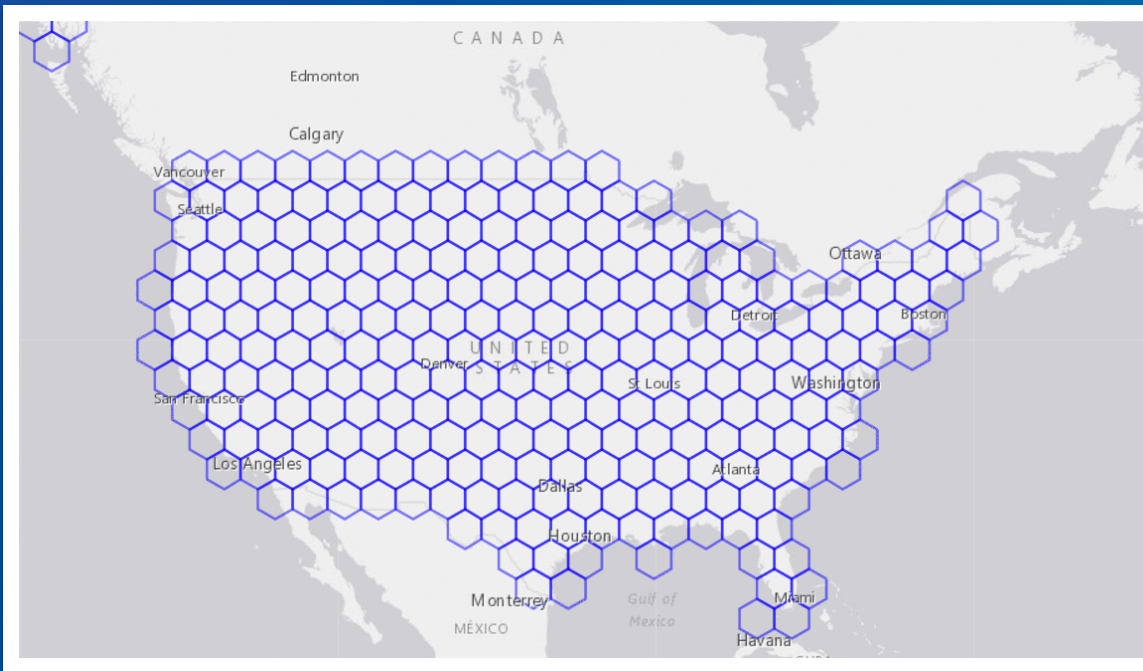 CANADA
Edmonton
Calgary
Vancouver
Seattle
Ottawa
Detroit
Boston
UNITED
STATES
Denver
St Louis
Washington
San Francisco
Los Angeles
Atlanta
Dallas
Houston
Monterrey
Gulf of
Mexico
Miami
MÉXICO
Havana
CUBA